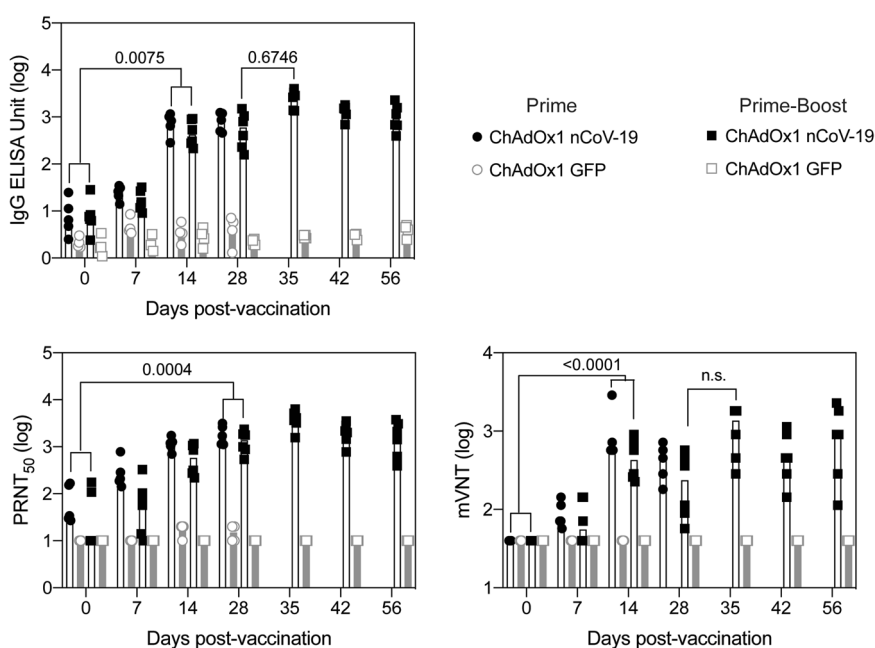 5
4
3
2
1
0
IgG ELISA Unit (log)
0.0075
0.6746
0 7 14 28 35 42 56
Days post-vaccination
Prime
ChAdOx1 nCoV-19
ChAdOx1 GFP
Prime-Boost
ChAdOx1 nCoV-19
ChAdOx1 GFP
5
4
3
2
1
0
PRNT50 (log)
0.0004
0 7 14 28 35 42 56
Days post-vaccination
4
3
2
1
mVNT (log)
<0.0001
n.s.
0 7 14 28 35 42 56
Days post-vaccination